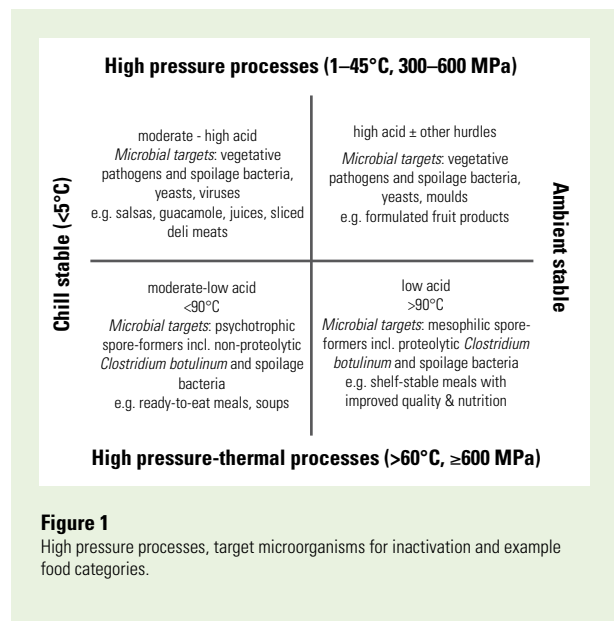 High pressure processes (1–45°C, 300–600 MPa)
Chill stable (<5°C)
moderate - high acid
Microbial targets: vegetative
pathogens and spoilage bacteria,
yeasts, viruses
e.g. salsas, guacamole, juices, sliced
deli meats
high acid ± other hurdles
Microbial targets: vegetative
pathogens and spoilage bacteria,
yeasts, moulds
e.g. formulated fruit products
Ambient stable
moderate-low acid
<90°C
Microbial targets: psychotrophic
spore-formers incl. non-proteolytic
Clostridium botulinum and spoilage
bacteria
e.g. ready-to-eat meals, soups
low acid
>90°C
Microbial targets: mesophilic spore-
formers incl. proteolytic Clostridium
botulinum and spoilage bacteria
e.g. shelf-stable meals with
improved quality & nutrition
High pressure-thermal processes (>60°C, ≥600 MPa)
Figure 1
High pressure processes, target microorganisms for inactivation and example
food categories.